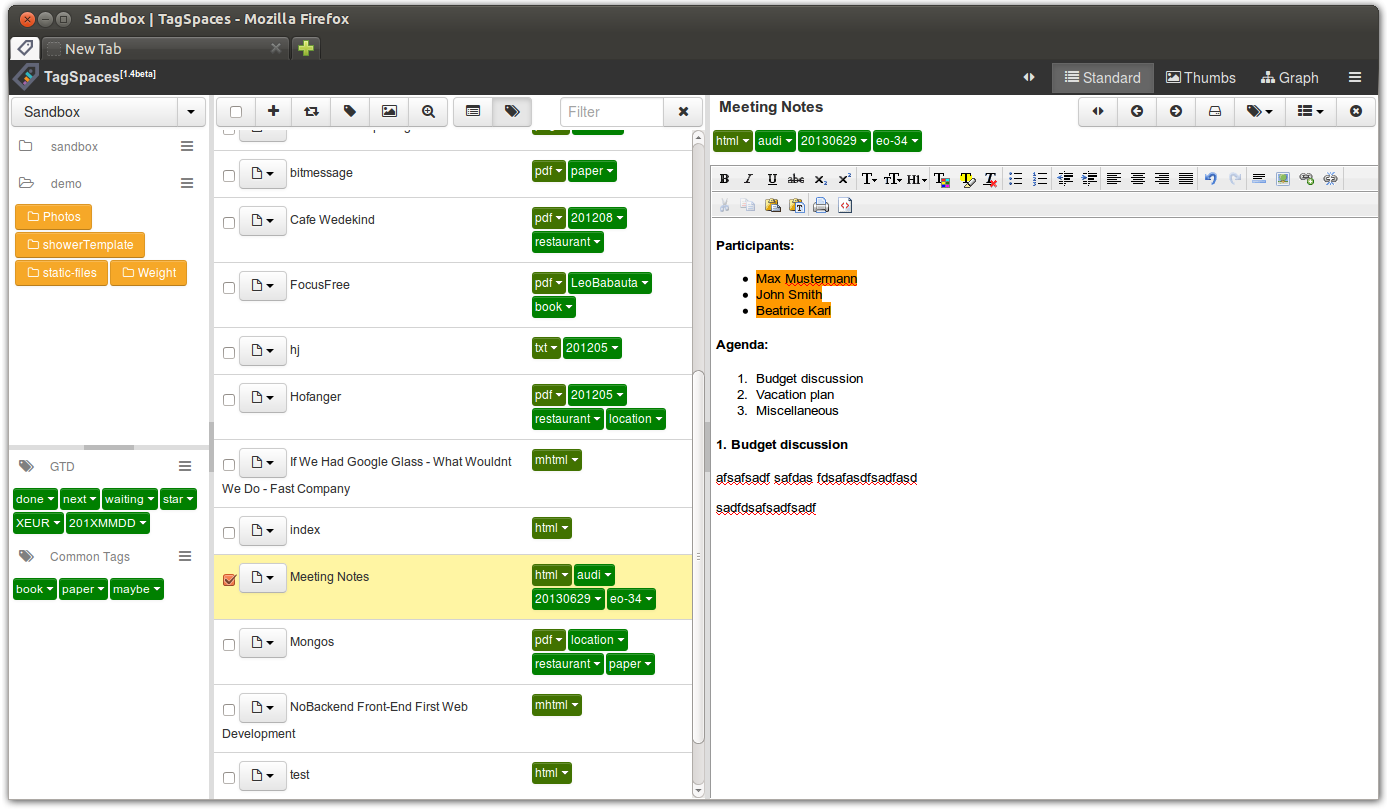 Sandbox | TagSpaces - Mozilla Firefox
New Tab
TagSpaces[1.4beta]
Standard Thumbs Graph
Sandbox
sandbox
demo
Photos
showerTemplate
static-files Weight
GTD
done next waiting star
XEUR 201XMMDD
Common Tags
book paper maybe
Filter
bitmessage pdf paper
Cafe Wedekind pdf 201208
restaurant
FocusFree pdf LeoBabauta
book
hj txt 201205
Hofanger pdf 201205
restaurant location
If We Had Google Glass - What Wouldnt mhtml
We Do - Fast Company
index html
Meeting Notes html audi
20130629 eo-34
Mongos pdf location
restaurant paper
NoBackend Front-End First Web mhtml
Development
test html
Meeting Notes
html audi 20130629 eo-34
B I U abc X₂ X² T TT H1 T T T
Participants:
Max Mustermann
John Smith
Beatrice Karl
Agenda:
1. Budget discussion
2. Vacation plan
3. Miscellaneous
1. Budget discussion
afsafsadf safdas fdsafasdfsadfasd
sadfdsafsadfsadf